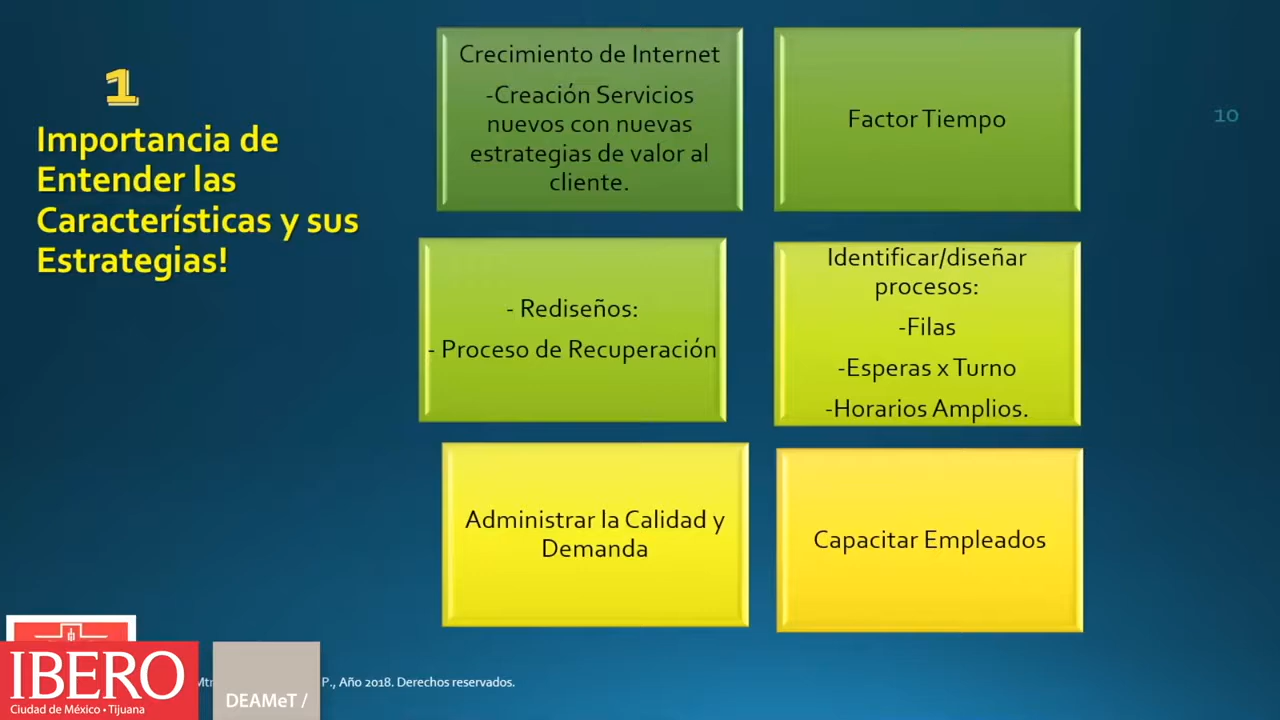 1
Importancia de
Entender las
Características y sus
Estrategias!
Crecimiento de Internet
-Creación Servicios
nuevos con nuevas
estrategias de valor al
cliente.
Factor Tiempo
10
- Rediseños:
- Proceso de Recuperación
Identificar/diseñar
procesos:
-Filas
-Esperas x Turno
-Horarios Amplios.
Administrar la Calidad y
Demanda
Capacitar Empleados
IBERO
Ciudad de México • Tijuana
DEAMeT /
P., Año 2018. Derechos reservados.